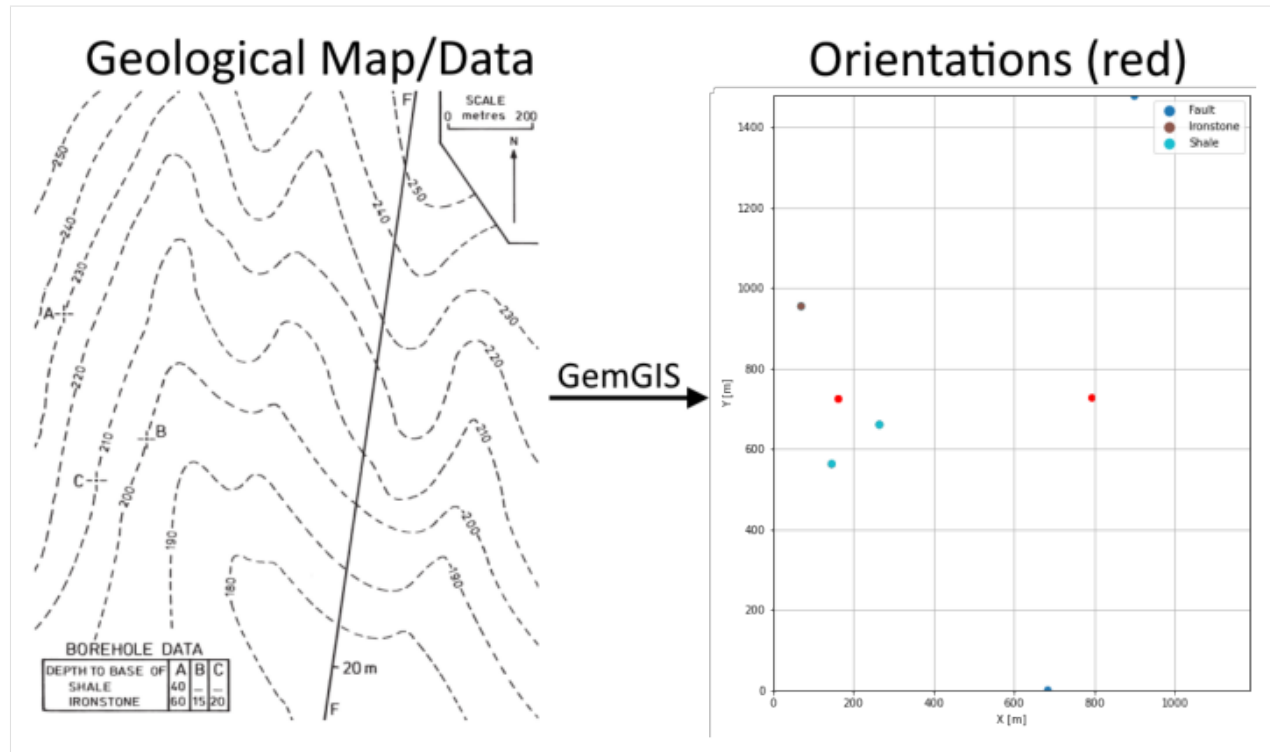 Geological Map/Data
Orientations (red)
SCALE
metres
0 200
N
F
250
240
230
220
210
200
190
180
A
B
C
250
240
230
220
210
200
190
20 m
F
BOREHOLE DATA
DEPTH TO BASE OF A B C
SHALE 40 – –
IRONSTONE 60 15 20
GemGIS
Fault
Ironstone
Shale
Y [m]
1400
1200
1000
800
600
400
200
0
0 200 400 600 800 1000
X [m]